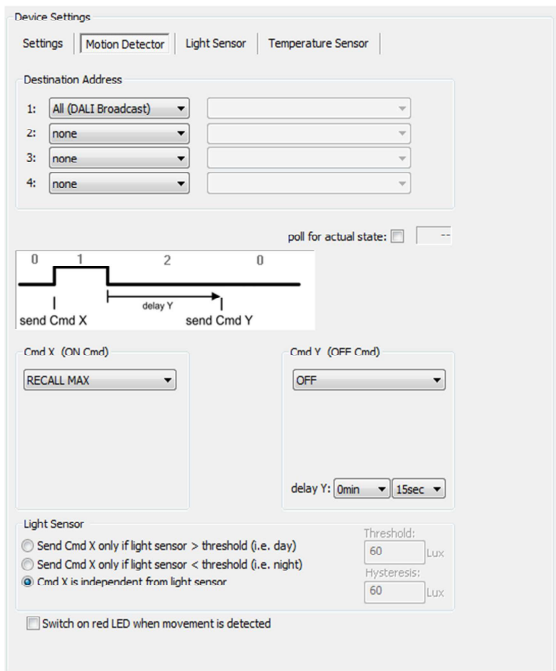 Device Settings
Settings Motion Detector Light Sensor Temperature Sensor
Destination Address
1: All (DALI Broadcast)
2: none
3: none
4: none
poll for actual state: --
0 1 2 0
delay Y
send Cmd X send Cmd Y
Cmd X (ON Cmd) Cmd Y (OFF Cmd)
RECALL MAX OFF
delay Y: 0min 15sec
Light Sensor
Threshold:
Send Cmd X only if light sensor > threshold (i.e. day)
60 Lux
Send Cmd X only if light sensor < threshold (i.e. night)
Hysteresis:
Cmd X is independent from light sensor
60 Lux
Switch on red LED when movement is detected